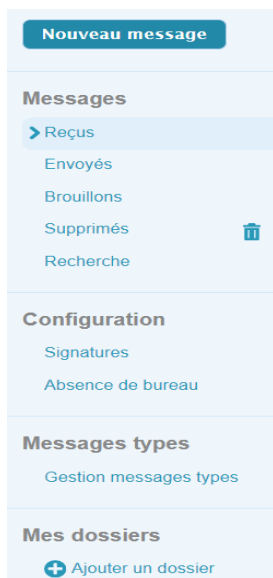 Nouveau message
Messages
Reçus
Envoyés
Brouillons
Supprimés
Recherche
Configuration
Signatures
Absence de bureau
Messages types
Gestion messages types
Mes dossiers
Ajouter un dossier